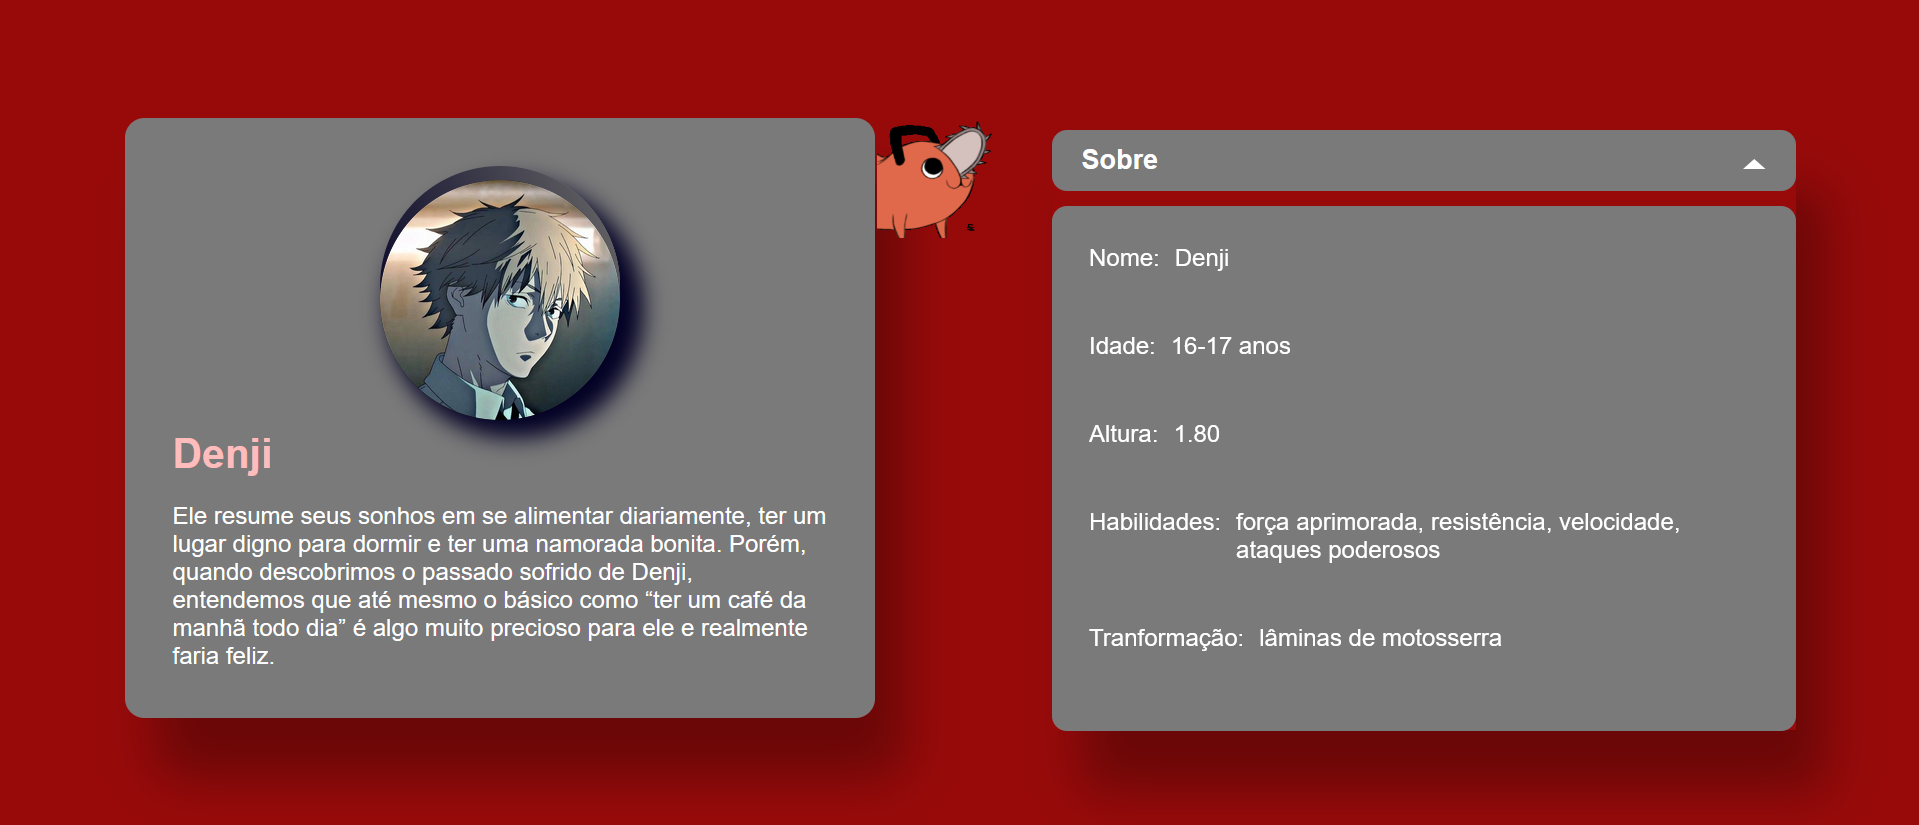 Denji
Ele resume seus sonhos em se alimentar diariamente, ter um
lugar digno para dormir e ter uma namorada bonita. Porém,
quando descobrimos o passado sofrido de Denji,
entendemos que até mesmo o básico como “ter um café da
manhã todo dia” é algo muito precioso para ele e realmente
faria feliz.
Sobre
Nome: Denji
Idade: 16-17 anos
Altura: 1.80
Habilidades: força aprimorada, resistência, velocidade,
ataques poderosos
Tranformação: lâminas de motosserra